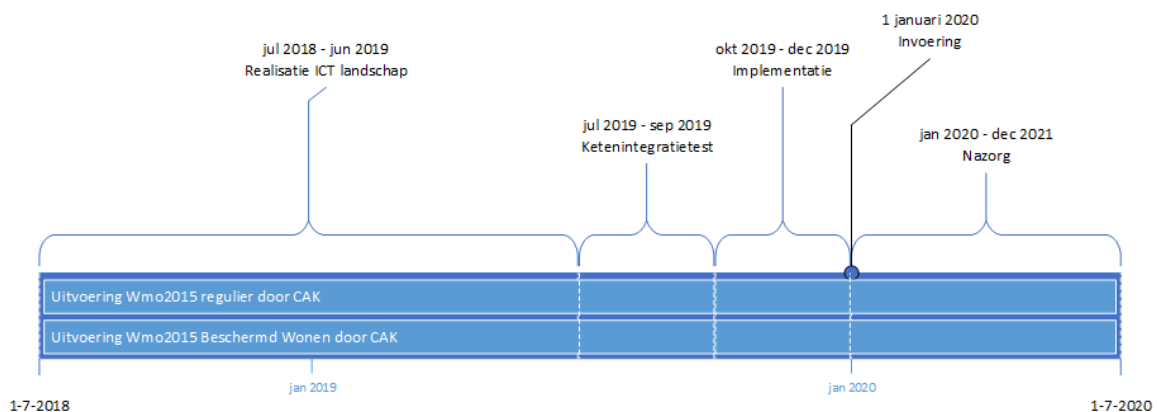 1 januari 2020
Invoering
jul 2018 - jun 2019
Realisatie ICT landschap
okt 2019 - dec 2019
Implementatie
jul 2019 - sep 2019
Ketenintegratietest
jan 2020 - dec 2021
Nazorg
Uitvoering Wmo2015 regulier door CAK
Uitvoering Wmo2015 Beschermd Wonen door CAK
jan 2019
jan 2020
1-7-2018
1-7-2020